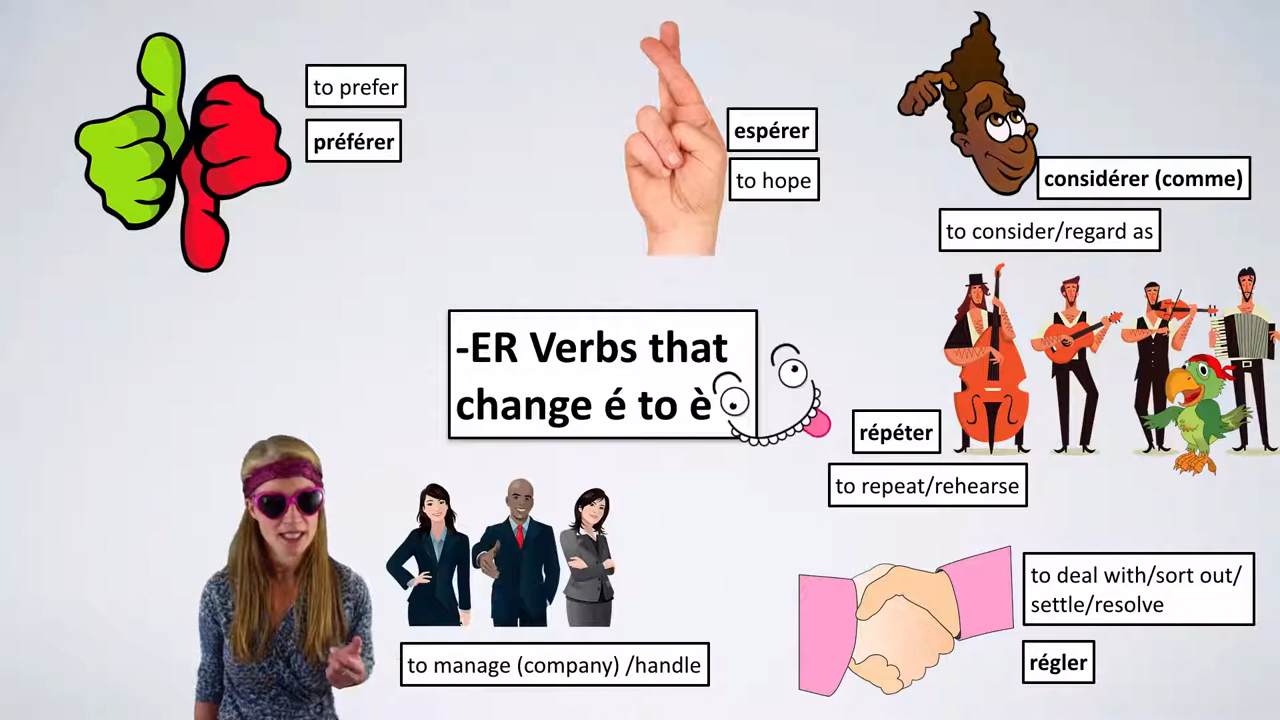 to prefer
préférer
espérer
to hope
considérer (comme)
to consider/regard as
-ER Verbs that
change é to è
répéter
to repeat/rehearse
to manage (company) /handle
to deal with/sort out/
settle/resolve
régler